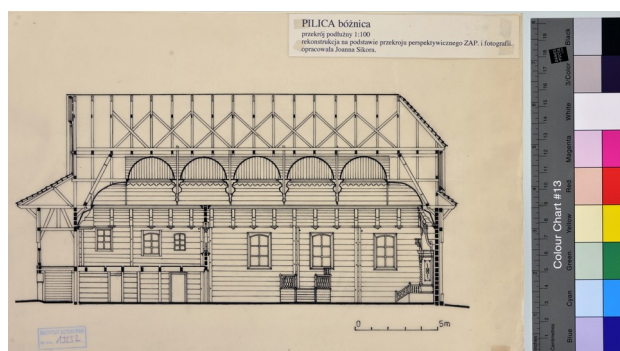 PILICA bóżnica
przekrój podłużny 1:100
rekonstrukcja na podstawie przekroju perspektywicznego ZAP. i fotografii.
opracowała Joanna Sikora.
0 5m
Colour Chart #13
Black
3/Color
White
Magenta
Red
Yellow
Green
Cyan
Blue
Centimetres